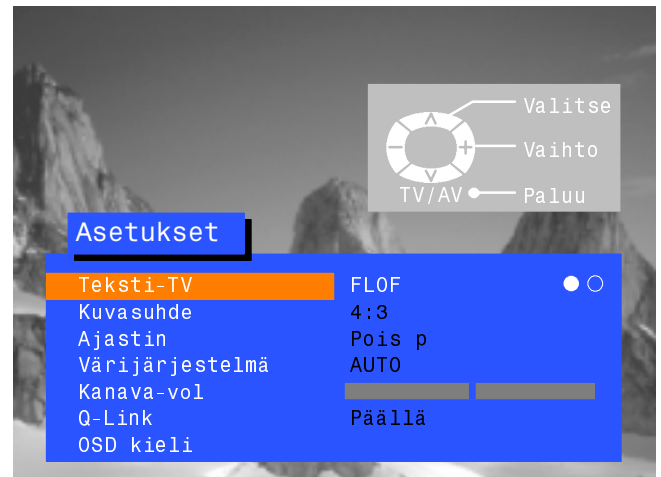 Valitse
Vaihto
TV/AV Paluu
Asetukset
Teksti-TV FLOF
Kuvasuhde 4:3
Ajastin Pois p
Värijärjestelmä AUTO
Kanava-vol
Q-Link Päällä
OSD kieli